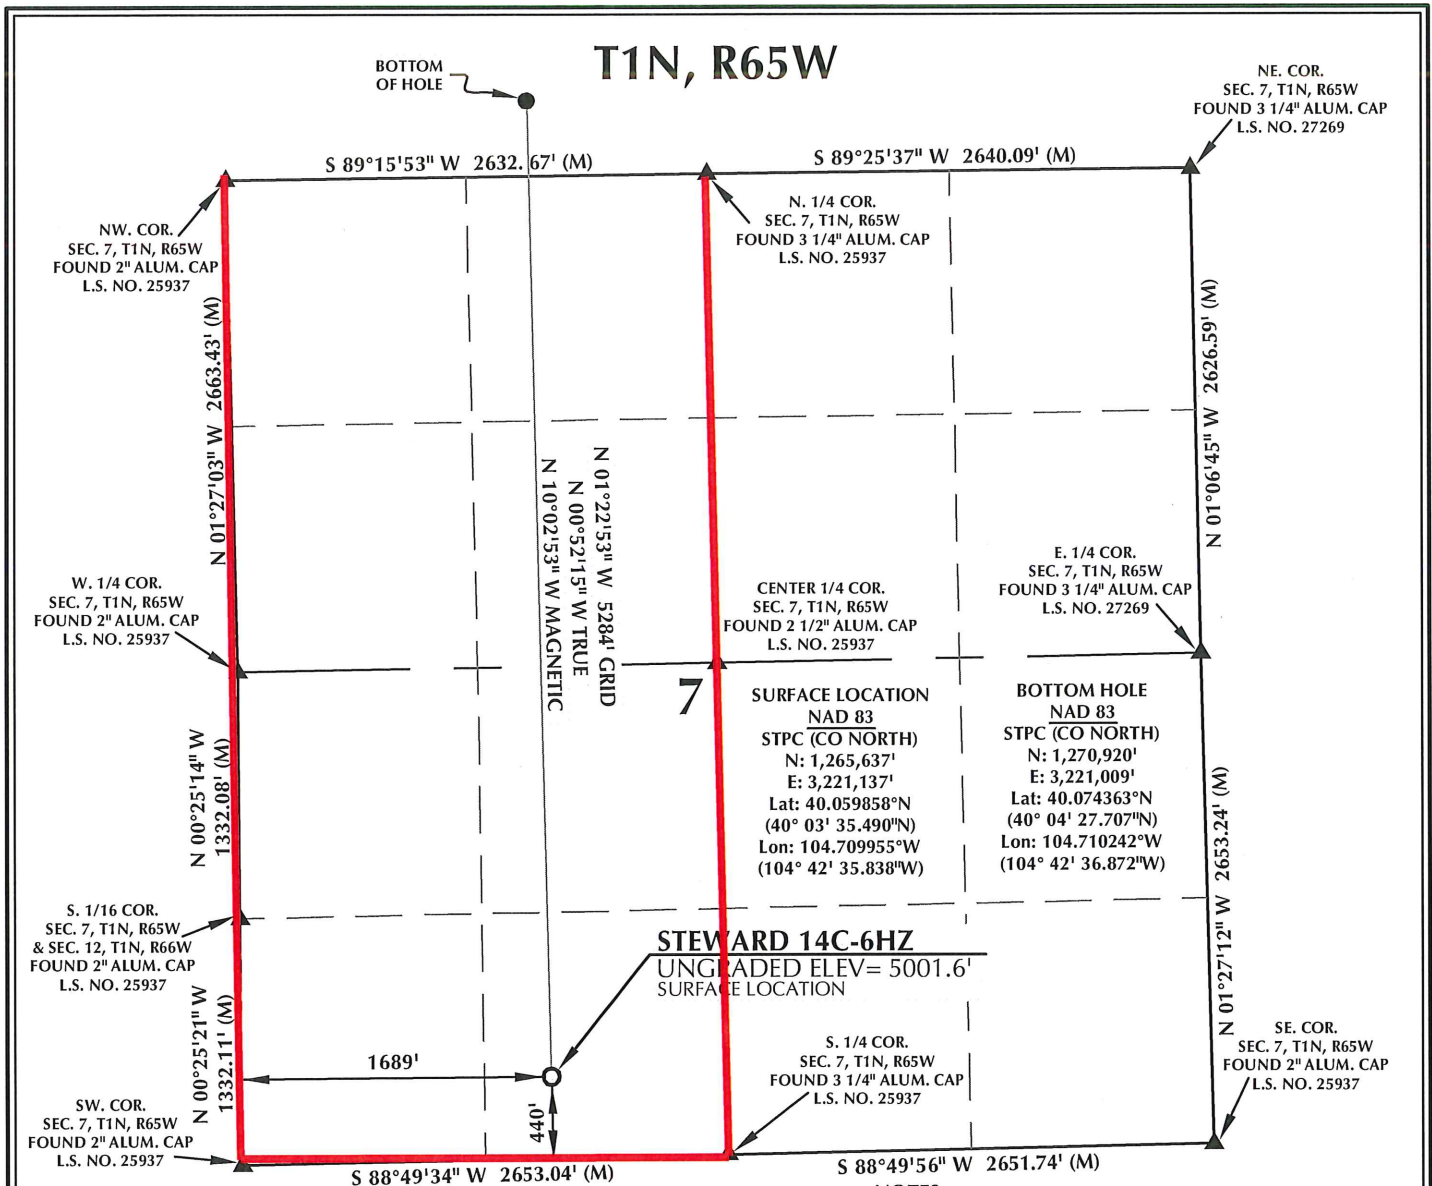 T1N, R65W
BOTTOM
OF HOLE
NE. COR.
SEC. 7, T1N, R65W
FOUND 3 1/4" ALUM. CAP
L.S. NO. 27269
S 89°15'53" W 2632.67' (M)
S 89°25'37" W 2640.09' (M)
NW. COR.
SEC. 7, T1N, R65W
FOUND 2" ALUM. CAP
L.S. NO. 25937
N. 1/4 COR.
SEC. 7, T1N, R65W
FOUND 3 1/4" ALUM. CAP
L.S. NO. 25937
N 01°27'03" W 2663.43' (M)
N 01°06'45" W 2626.59' (M)
N 01°22'53" W 5284' GRID
N 00°52'15" W TRUE
N 10°02'53" W MAGNETIC
W. 1/4 COR.
SEC. 7, T1N, R65W
FOUND 2" ALUM. CAP
L.S. NO. 25937
CENTER 1/4 COR.
SEC. 7, T1N, R65W
FOUND 2 1/2" ALUM. CAP
L.S. NO. 25937
E. 1/4 COR.
SEC. 7, T1N, R65W
FOUND 3 1/4" ALUM. CAP
L.S. NO. 27269
7
SURFACE LOCATION
NAD 83
STPC (CO NORTH)
N: 1,265,637'
E: 3,221,137'
Lat: 40.059858°N
(40° 03' 35.490"N)
Lon: 104.709955°W
(104° 42' 35.838"W)
BOTTOM HOLE
NAD 83
STPC (CO NORTH)
N: 1,270,920'
E: 3,221,009'
Lat: 40.074363°N
(40° 04' 27.707"N)
Lon: 104.710242°W
(104° 42' 36.872"W)
N 00°25'14" W
1332.08' (M)
N 01°27'12" W 2653.24' (M)
S. 1/16 COR.
SEC. 7, T1N, R65W
& SEC. 12, T1N, R66W
FOUND 2" ALUM. CAP
L.S. NO. 25937
STEWARD 14C-6HZ
UNGRADED ELEV= 5001.6'
SURFACE LOCATION
N 00°25'21" W
1332.11' (M)
1689'
440'
S. 1/4 COR.
SEC. 7, T1N, R65W
FOUND 3 1/4" ALUM. CAP
L.S. NO. 25937
SE. COR.
SEC. 7, T1N, R65W
FOUND 2" ALUM. CAP
L.S. NO. 25937
SW. COR.
SEC. 7, T1N, R65W
FOUND 2" ALUM. CAP
L.S. NO. 25937
S 88°49'34" W 2653.04' (M)
S 88°49'56" W 2651.74' (M)